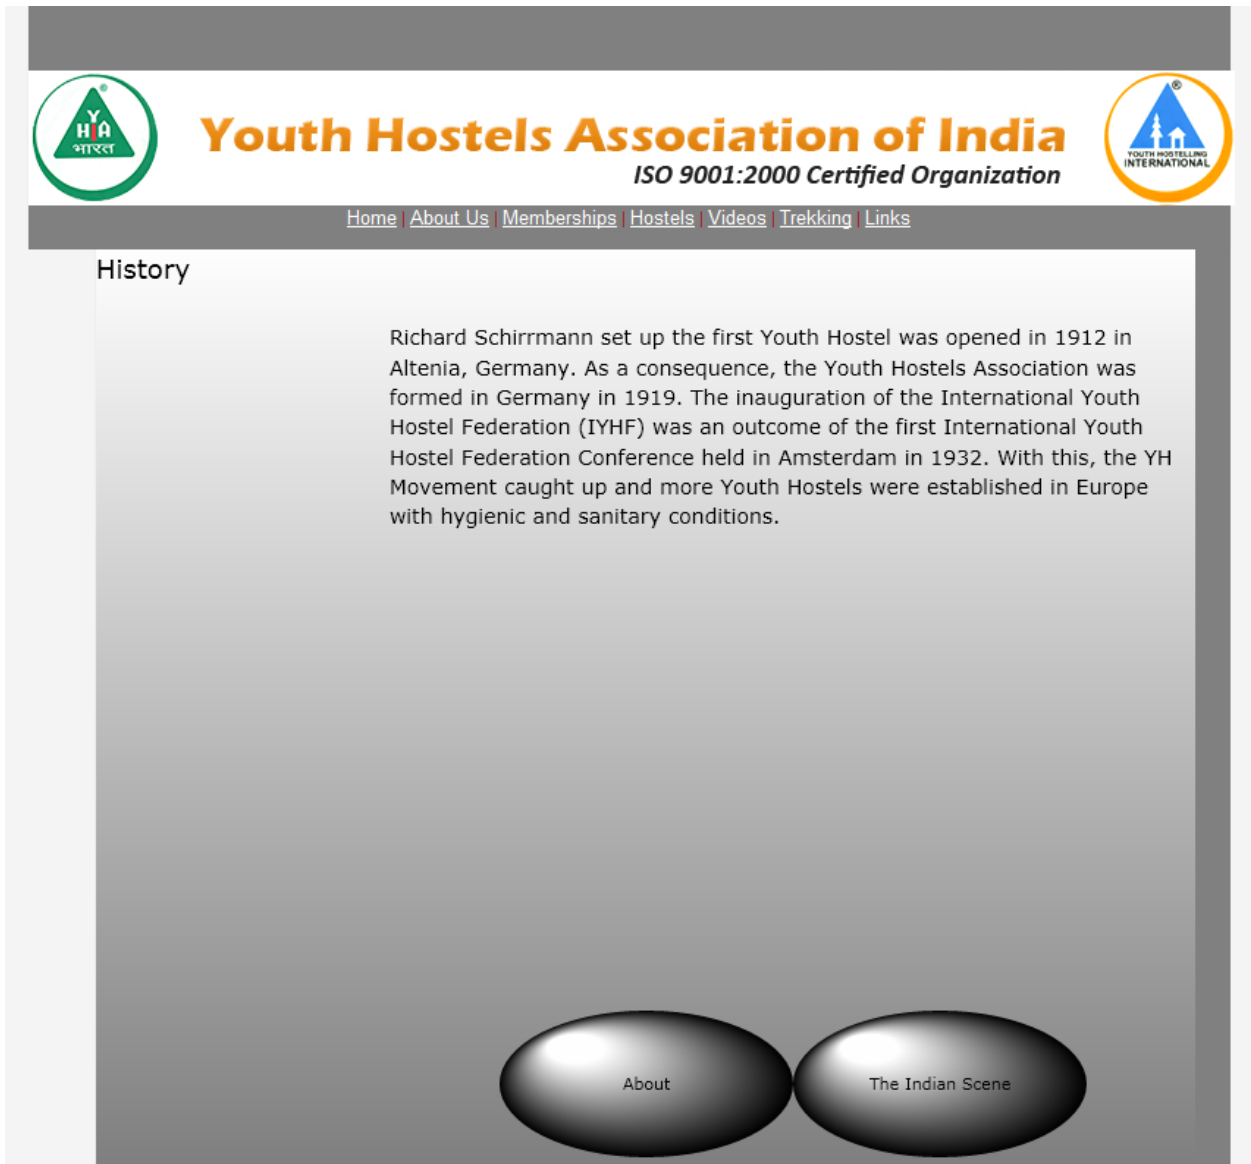 Y
HA
भारत
®
Youth Hostels Association of India
ISO 9001:2000 Certified Organization
®
YOUTH HOSTELLING
INTERNATIONAL
Home | About Us | Memberships | Hostels | Videos | Trekking | Links
History
Richard Schirrmann set up the first Youth Hostel was opened in 1912 in
Altenia, Germany. As a consequence, the Youth Hostels Association was
formed in Germany in 1919. The inauguration of the International Youth
Hostel Federation (IYHF) was an outcome of the first International Youth
Hostel Federation Conference held in Amsterdam in 1932. With this, the YH
Movement caught up and more Youth Hostels were established in Europe
with hygienic and sanitary conditions.
About
The Indian Scene